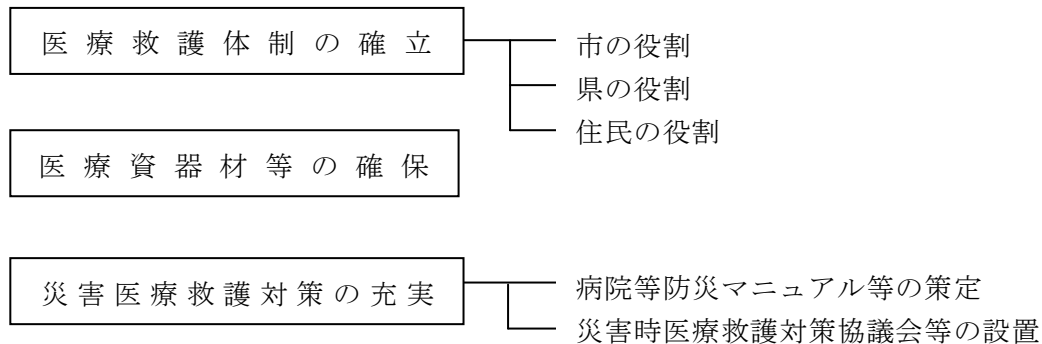 医療救護体制の確立
市の役割
県の役割
住民の役割
医療資器材等の確保
災害医療救護対策の充実
病院等防災マニュアル等の策定
災害時医療救護対策協議会等の設置